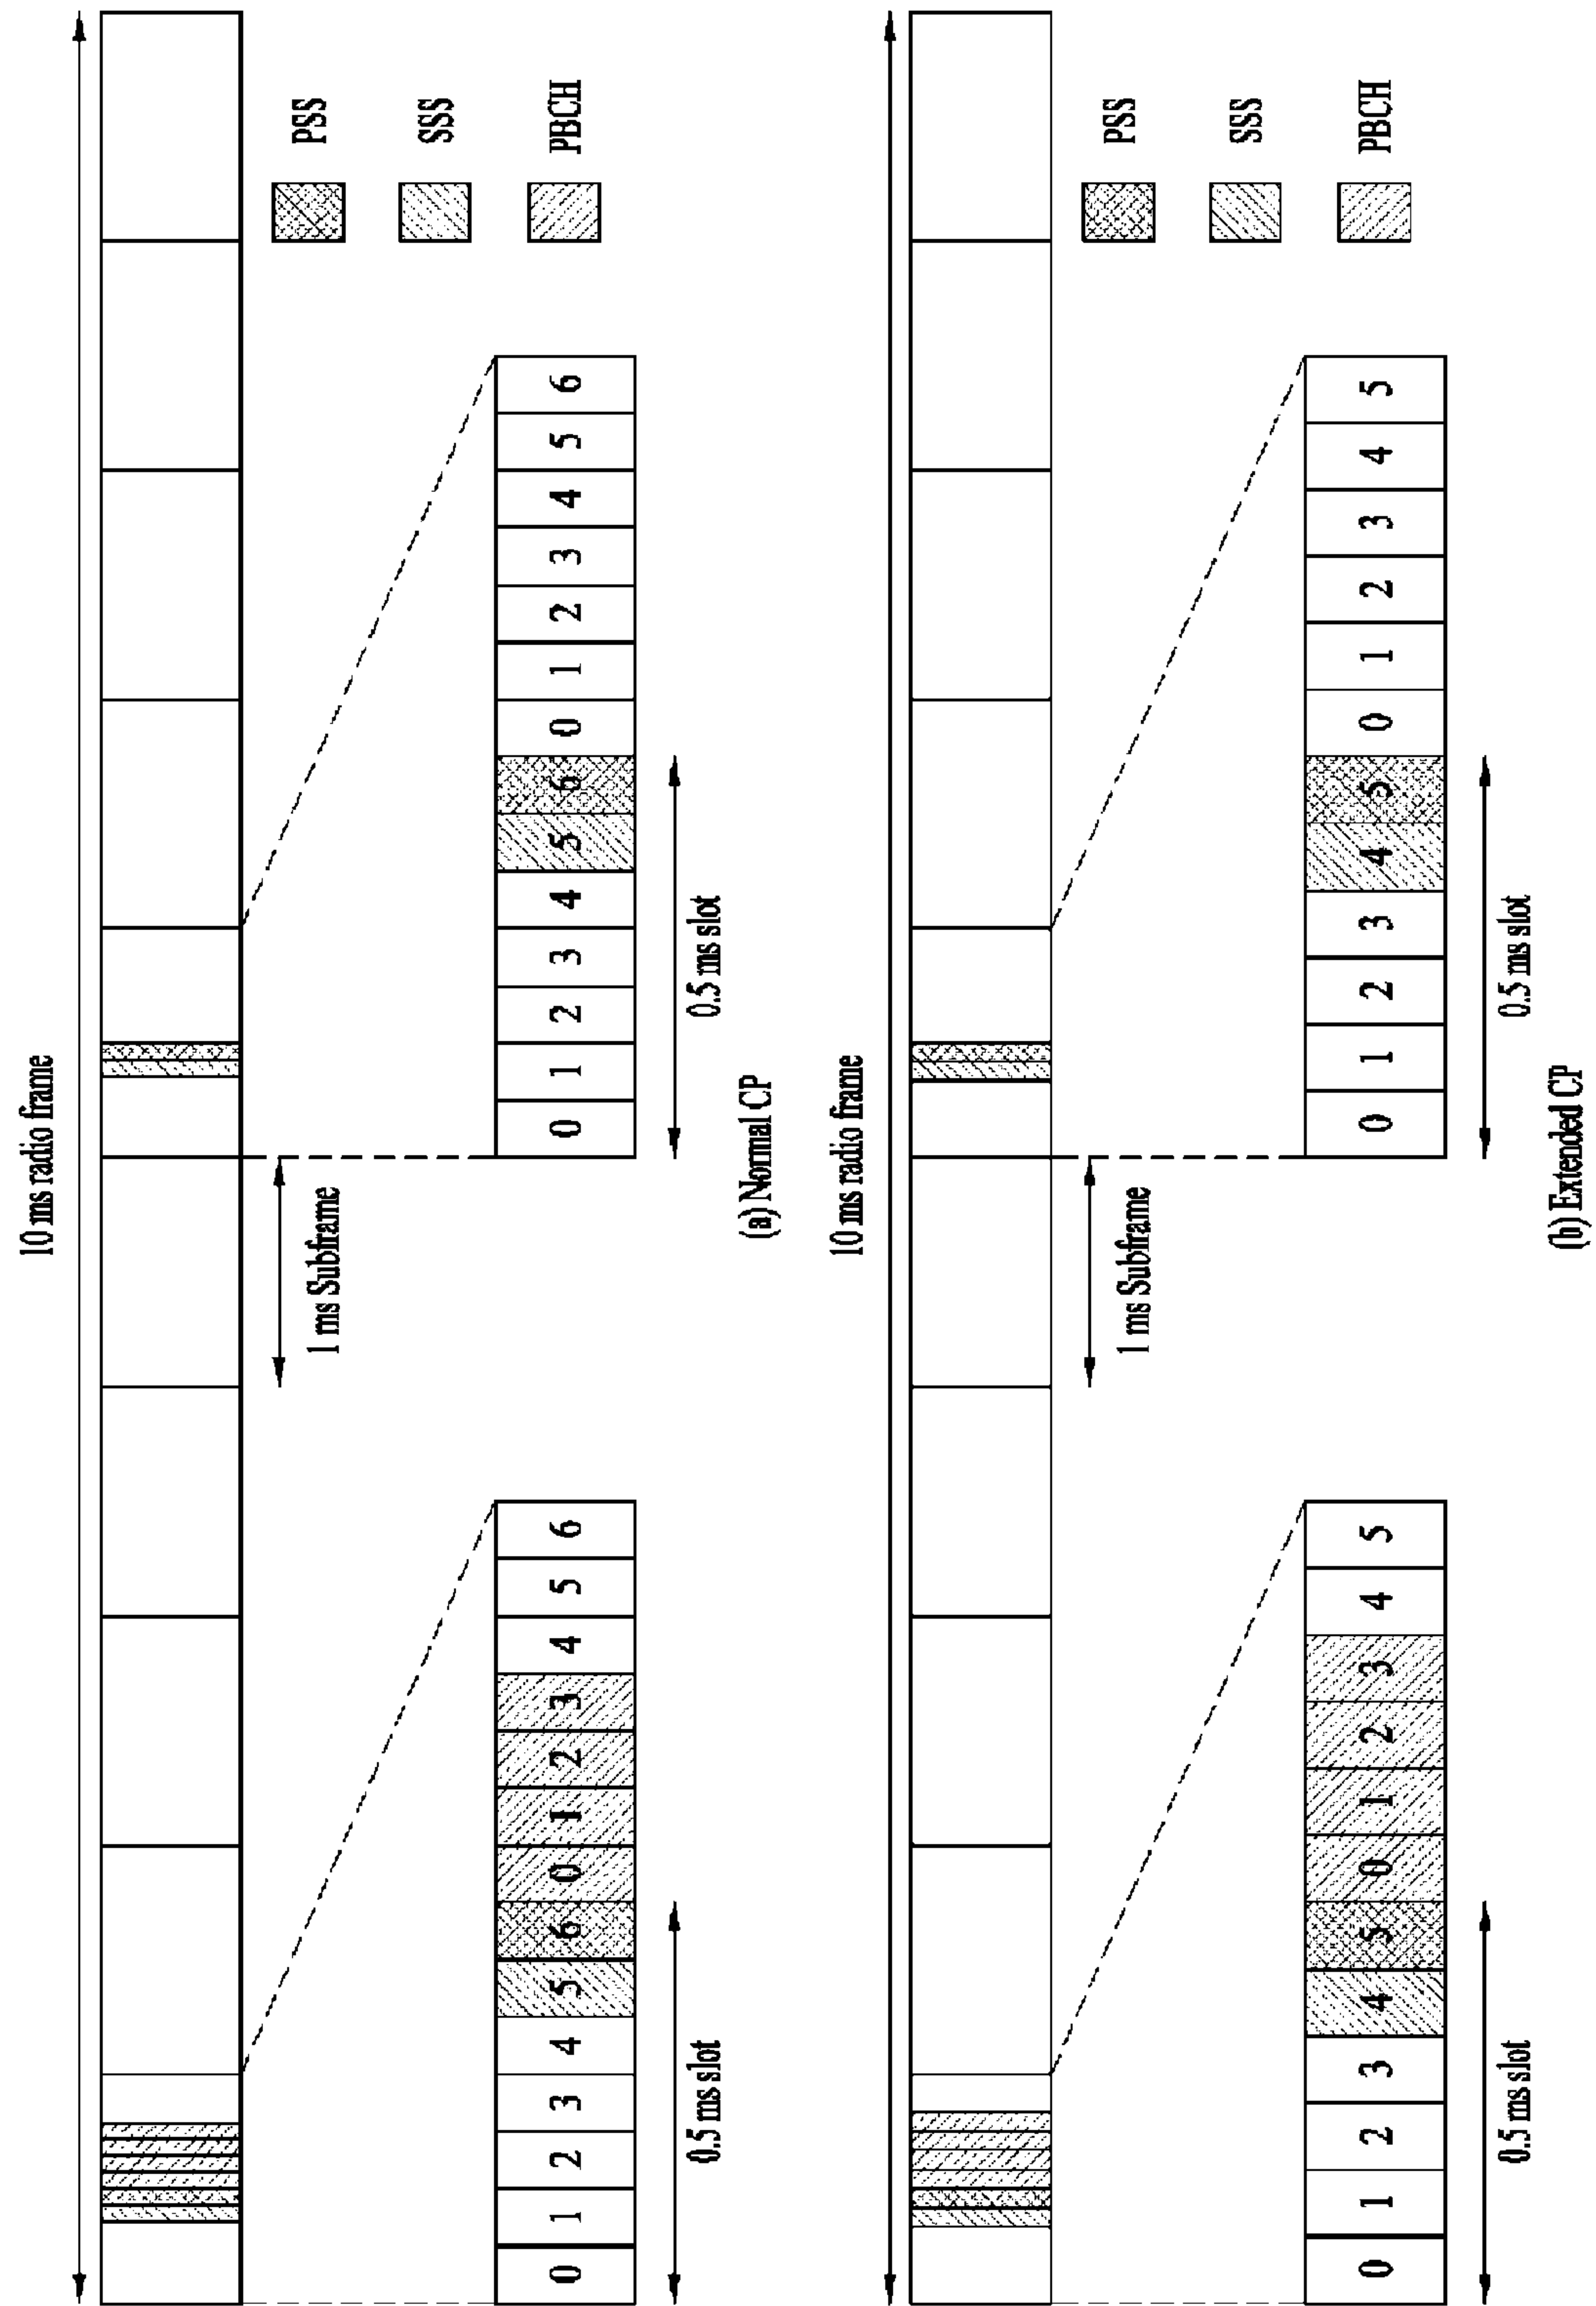 10 ms radio frame
PSS
SSS
PBCH
1 ms Subframe
0 1 2 3 4 5 6 0 1 2 3 4 5 6
0 1 2 3 4 5 6 0 1 2 3 4 5 6
0.5 ms slot
0.5 ms slot
(a) Normal CP
10 ms radio frame
PSS
SSS
PBCH
1 ms Subframe
0 1 2 3 4 5 0 1 2 3 4 5
0 1 2 3 4 5 0 1 2 3 4 5
0.5 ms slot
0.5 ms slot
(b) Extended CP